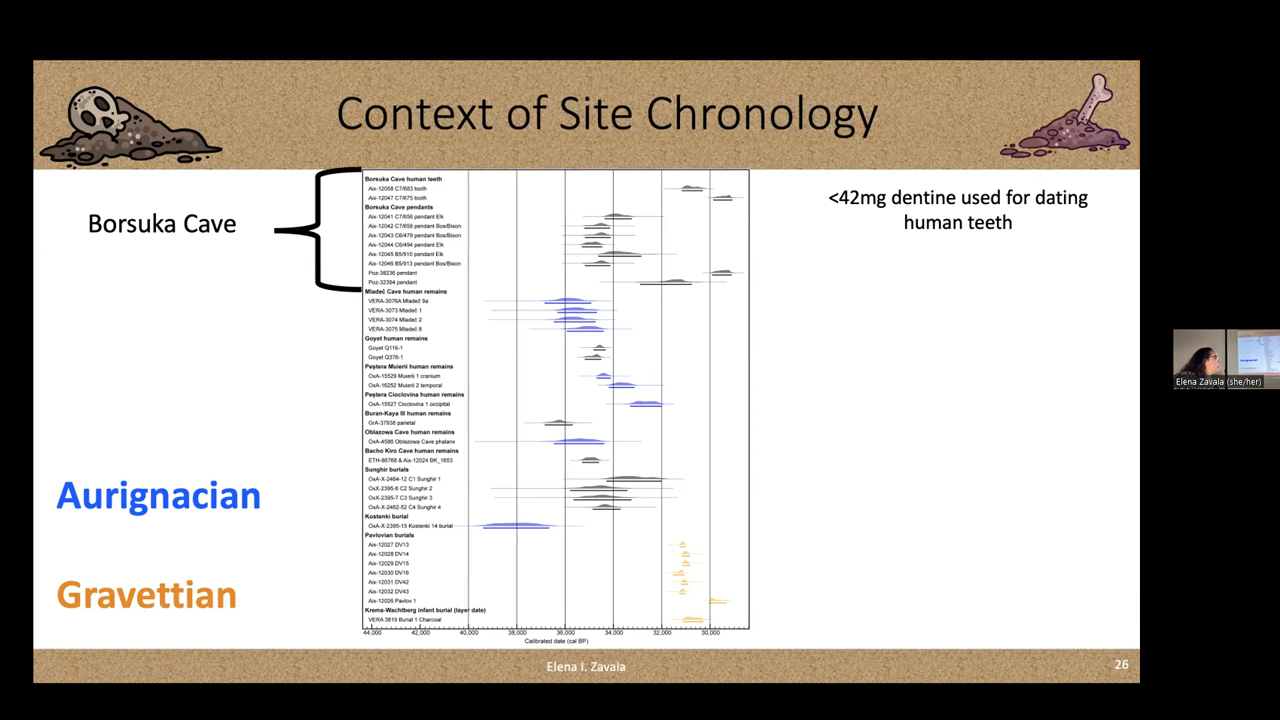 Context of Site Chronology
Borsuka Cave
<42mg dentine used for dating
human teeth
Aurignacian
Gravettian
Borsuka Cave human teeth
Aix-12058 C7/683 tooth
Aix-12047 C7/675 tooth
Borsuka Cave pendants
Aix-12041 C7/656 pendant Elk
Aix-12042 C7/656 pendant Bos/Bison
Aix-12043 C6/479 pendant Bos/Bison
Aix-12044 C6/494 pendant Elk
Aix-12045 B5/910 pendant Elk
Aix-12046 B5/913 pendant Bos/Bison
Poz-38236 pendant
Poz-32394 pendant
Mladeč Cave human remains
VERA-3076A Mladeč 9a
VERA-3073 Mladeč 1
VERA-3074 Mladeč 2
VERA-3075 Mladeč 8
Goyet human remains
Goyet Q116-1
Goyet Q376-1
Peştera Muierii human remains
OxA-15529 Muierii 1 cranium
OxA-16252 Muierii 2 temporal
Peştera Cioclovina human remains
OxA-15527 Cioclovina 1 occipital
Buran-Kaya III human remains
GrA-37938 parietal
Oblazowa Cave human remains
OxA-4586 Oblazowa Cave phalanx
Bacho Kiro Cave human remains
ETH-86768 & Aix-12024 BK_1653
Sunghir burials
OxA-X-2464-12 C1 Sunghir 1
OxX-2395-6 C2 Sunghir 2
OxX-2395-7 C3 Sunghir 3
OxA-X-2462-52 C4 Sunghir 4
Kostenki burial
OxA-X-2395-15 Kostenki 14 burial
Pavlovian burials
Aix-12027 DV13
Aix-12028 DV14
Aix-12029 DV15
Aix-12030 DV16
Aix-12031 DV42
Aix-12032 DV43
Aix-12026 Pavlov 1
Krems-Wachtberg infant burial (layer date)
VERA 3819 Burial 1 Charcoal
44,000 42,000 40,000 38,000 36,000 34,000 32,000 30,000
Calibrated date (cal BP)
Elena I. Zavala
26
Elena Zavala (she/her)